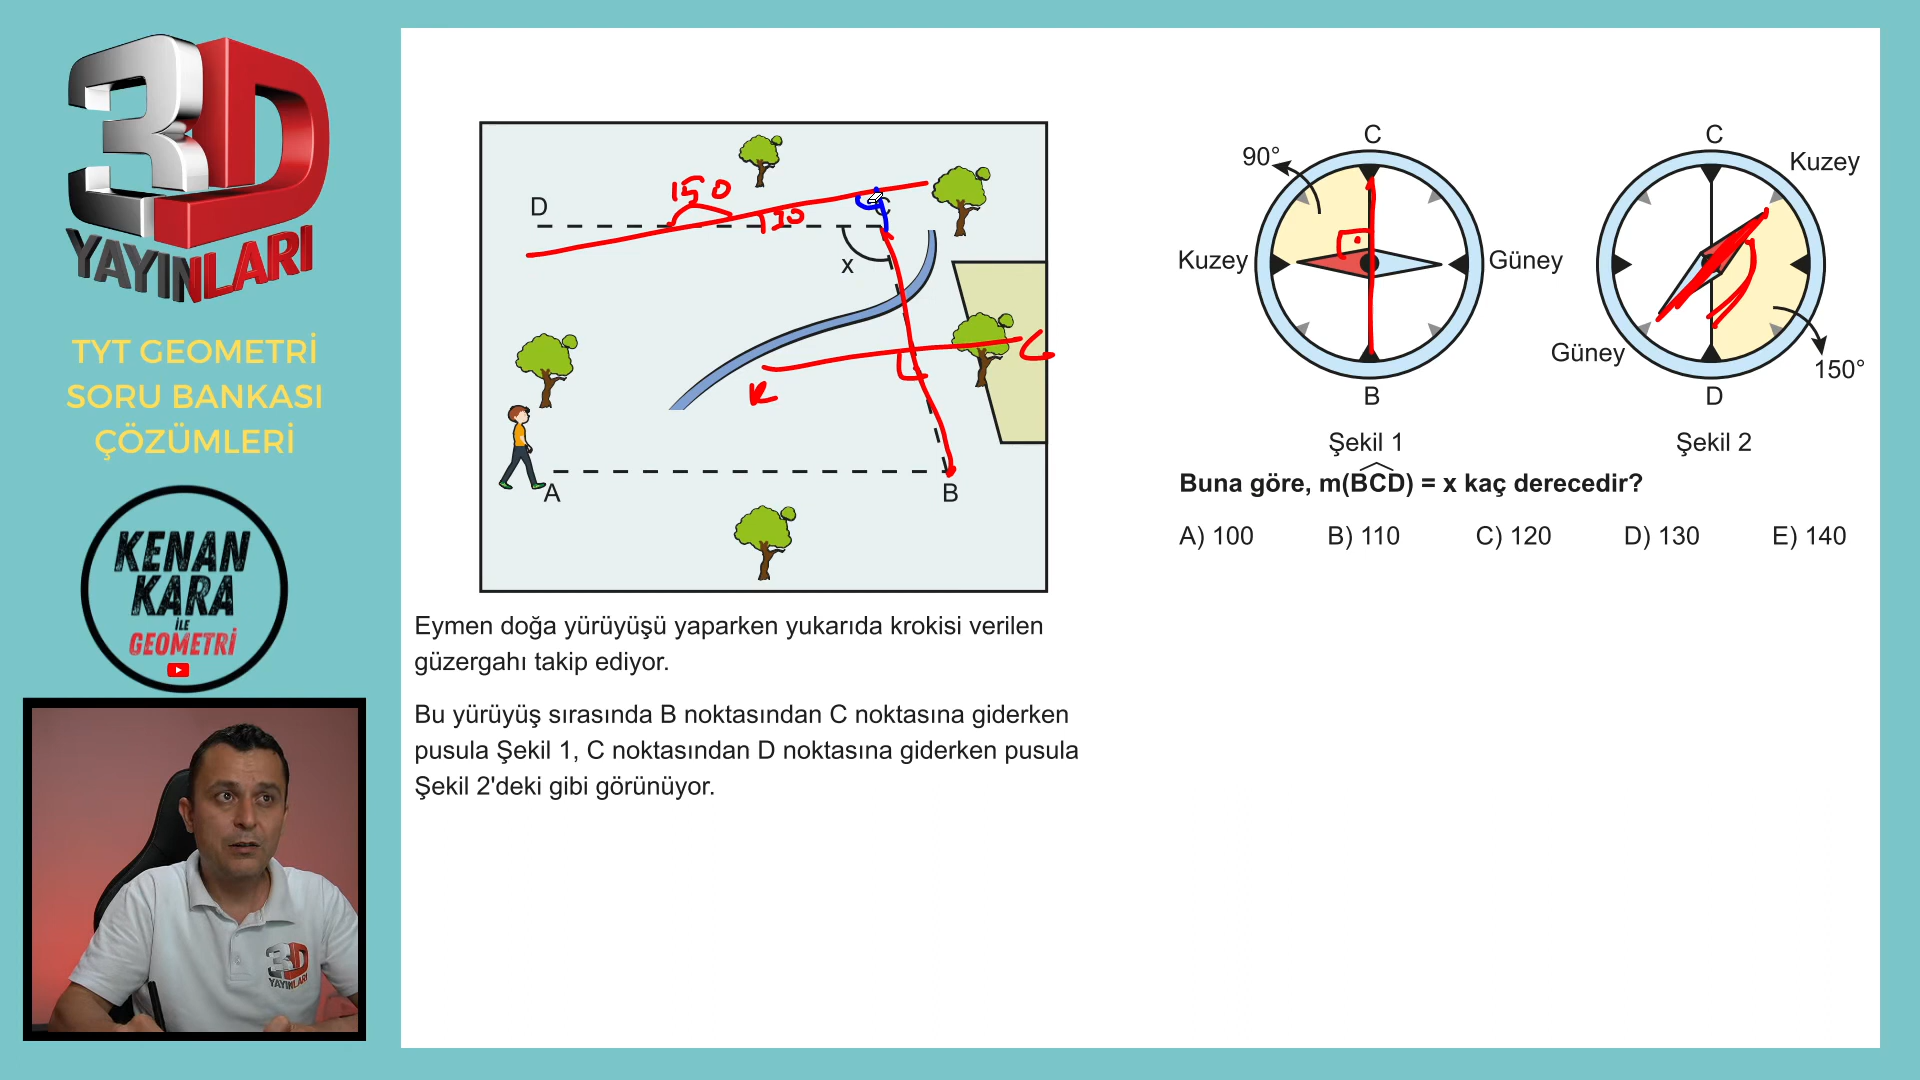 3D
YAYINLARI
TYT GEOMETRİ
SORU BANKASI
ÇÖZÜMLERİ
KENAN
KARA
İLE
GEOMETRİ
3D
YAYINLARI
D
150
30
C
x
K
A
B
Eymen doğa yürüyüşü yaparken yukarıda krokisi verilen
güzergahı takip ediyor.
Bu yürüyüş sırasında B noktasından C noktasına giderken
pusula Şekil 1, C noktasından D noktasına giderken pusula
Şekil 2'deki gibi görünüyor.
C
90°
Kuzey
Güney
B
Şekil 1
C
Kuzey
Güney
150°
D
Şekil 2
Buna göre, m(BCD) = x kaç derecedir?
A) 100 B) 110 C) 120 D) 130 E) 140